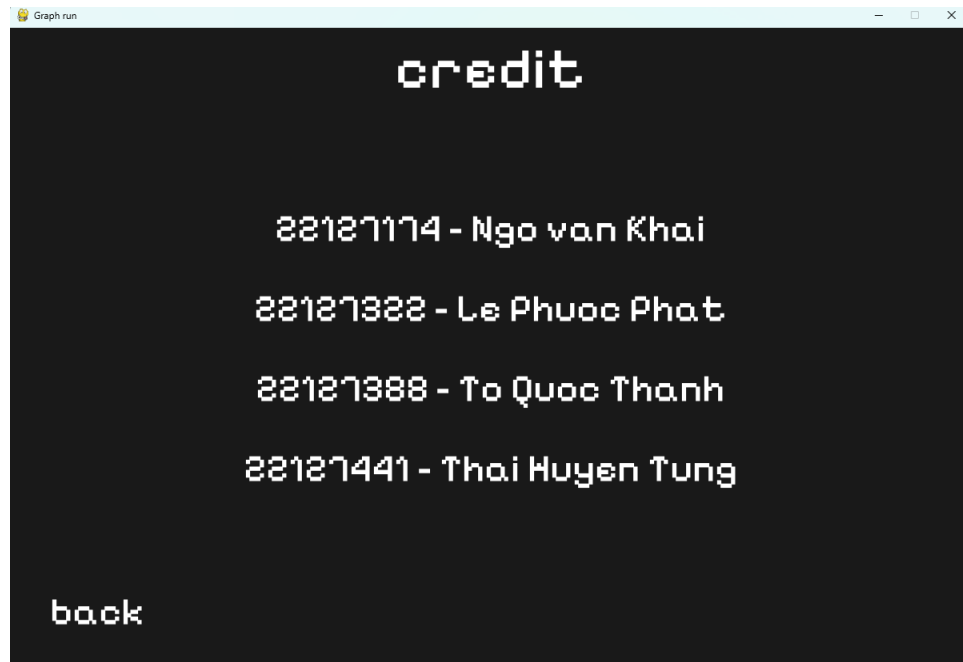 Graph run
credit
22127174 - Ngo van Khai
22127322 - Le Phuoc Phat
22127388 - To Quoc Thanh
22127441 - Thai Huyen Tung
back